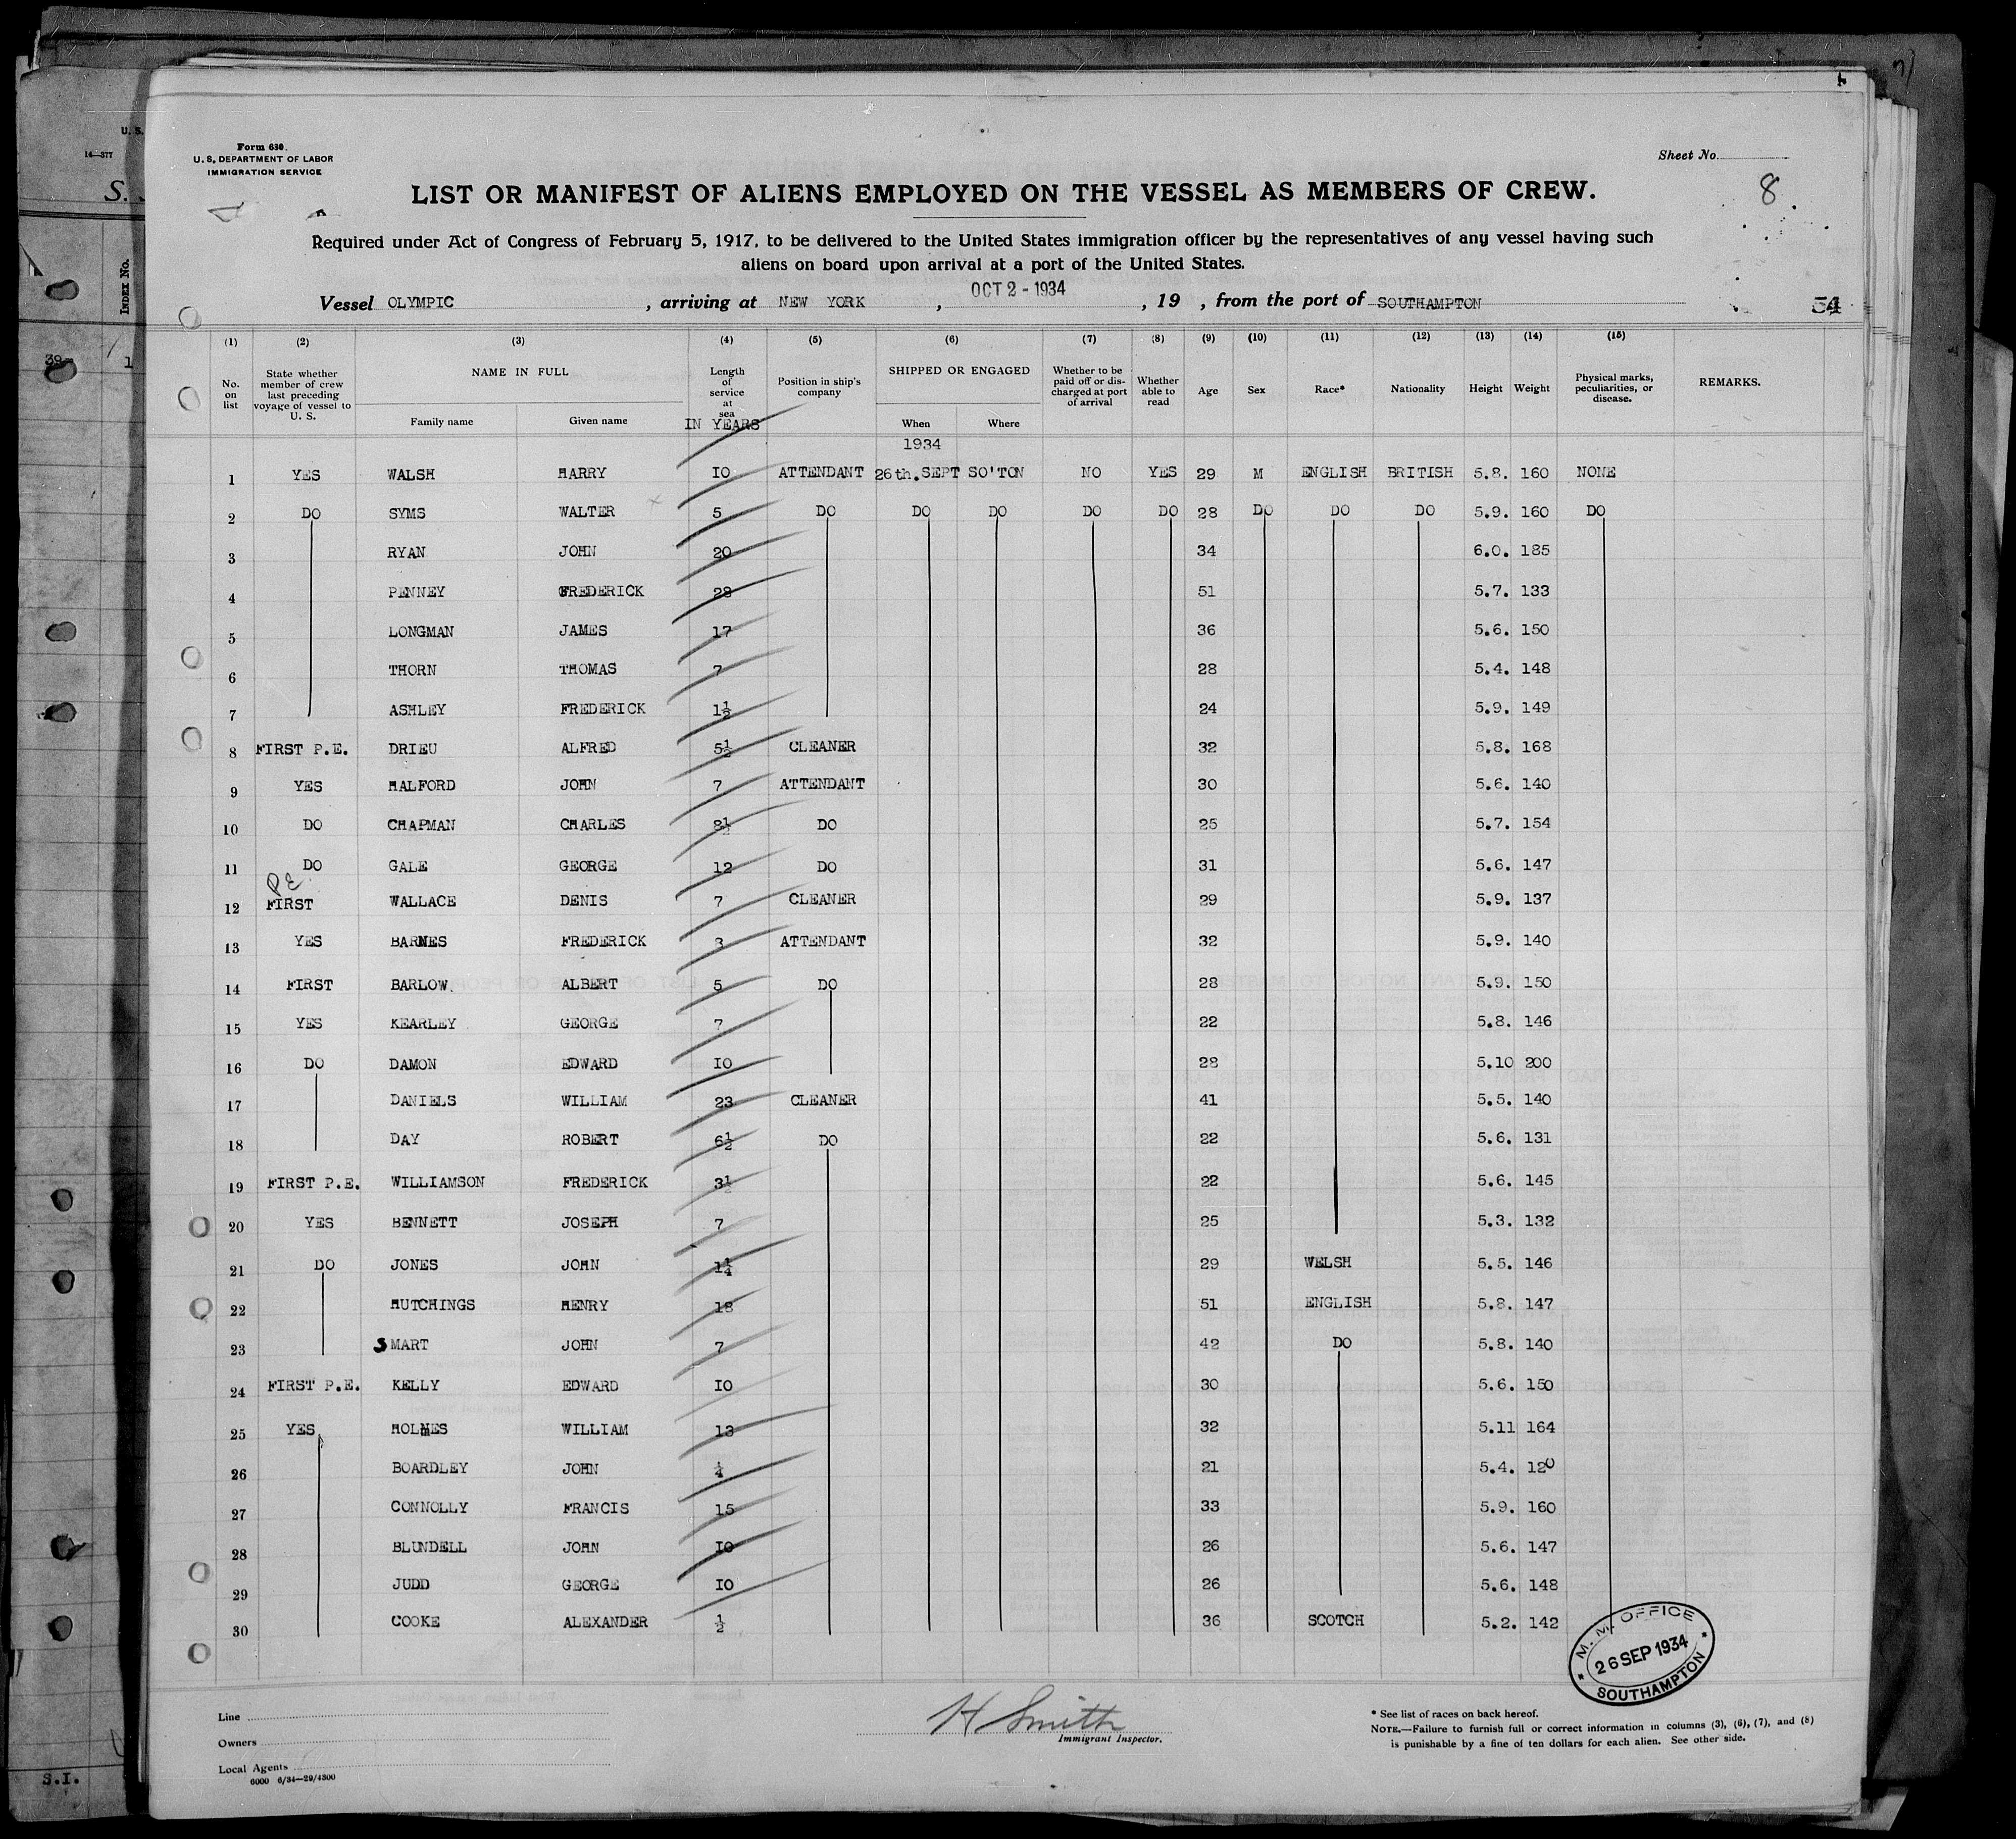 U. S.
14—377
S.
INDEX No.
39-
1
S.I.
Form 680.
U. S. DEPARTMENT OF LABOR
IMMIGRATION SERVICE
Sheet No.
8
LIST OR MANIFEST OF ALIENS EMPLOYED ON THE VESSEL AS MEMBERS OF CREW.
Required under Act of Congress of February 5, 1917, to be delivered to the United States immigration officer by the representatives of any vessel having such
aliens on board upon arrival at a port of the United States.
Vessel OLYMPIC , arriving at NEW YORK , OCT 2 - 1934 , 19 , from the port of SOUTHAMPTON 34
(1) (2) (3) (4) (5) (6) (7) (8) (9) (10) (11) (12) (13) (14) (15)
No. on list
State whether member of crew last preceding voyage of vessel to U. S.
NAME IN FULL
Family name Given name
Length of service at sea
IN YEARS
Position in ship's company
SHIPPED OR ENGAGED
When Where
Whether to be paid off or discharged at port of arrival
Whether able to read
Age Sex Race* Nationality Height Weight
Physical marks, peculiarities, or disease.
REMARKS.
1934
1 YES WALSH HARRY 10 ATTENDANT 26th.SEPT SO'TON NO YES 29 M ENGLISH BRITISH 5.8. 160 NONE
2 DO SYMS WALTER 5 DO DO DO DO DO 28 DO DO DO 5.9. 160 DO
3 RYAN JOHN 20 34 6.0. 185
4 PENNEY FREDERICK 28 51 5.7. 133
5 LONGMAN JAMES 17 36 5.6. 150
6 THORN THOMAS 7 28 5.4. 148
7 ASHLEY FREDERICK 1½ 24 5.9. 149
8 FIRST P.E. DRIEU ALFRED 5½ CLEANER 32 5.8. 168
9 YES HALFORD JOHN 7 ATTENDANT 30 5.6. 140
10 DO CHAPMAN CHARLES 8½ DO 25 5.7. 154
11 DO GALE GEORGE 12 DO 31 5.6. 147
PE
12 FIRST WALLACE DENIS 7 CLEANER 29 5.9. 137
13 YES BARNES FREDERICK 3 ATTENDANT 32 5.9. 140
14 FIRST BARLOW. ALBERT 5 DO 28 5.9. 150
15 YES KEARLEY GEORGE 7 22 5.8. 146
16 DO DAMON EDWARD 10 28 5.10 200
17 DANIELS WILLIAM 23 CLEANER 41 5.5. 140
18 DAY ROBERT 6½ DO 22 5.6. 131
19 FIRST P.E. WILLIAMSON FREDERICK 3½ 22 5.6. 145
20 YES BENNETT JOSEPH 7 25 5.3. 132
21 DO JONES JOHN 1¼ 29 WELSH 5.5. 146
22 HUTCHINGS HENRY 18 51 ENGLISH 5.8. 147
23 SMART JOHN 7 42 DO 5.8. 140
24 FIRST P.E. KELLY EDWARD 10 30 5.6. 150
25 YES HOLMES WILLIAM 13 32 5.11 164
26 BOARDLEY JOHN ¼ 21 5.4. 120
27 CONNOLLY FRANCIS 15 33 5.9. 160
28 BLUNDELL JOHN 10 26 5.6. 147
29 JUDD GEORGE 10 26 5.6. 148
30 COOKE ALEXANDER ½ 36 SCOTCH 5.2. 142
M. M. OFFICE
26 SEP 1934
SOUTHAMPTON
Line
Owners
Local Agents
6000 6/34—29/4300
H Smith
Immigrant Inspector.
* See list of races on back hereof.
NOTE.—Failure to furnish full or correct information in columns (3), (6), (7), and (8)
is punishable by a fine of ten dollars for each alien. See other side.